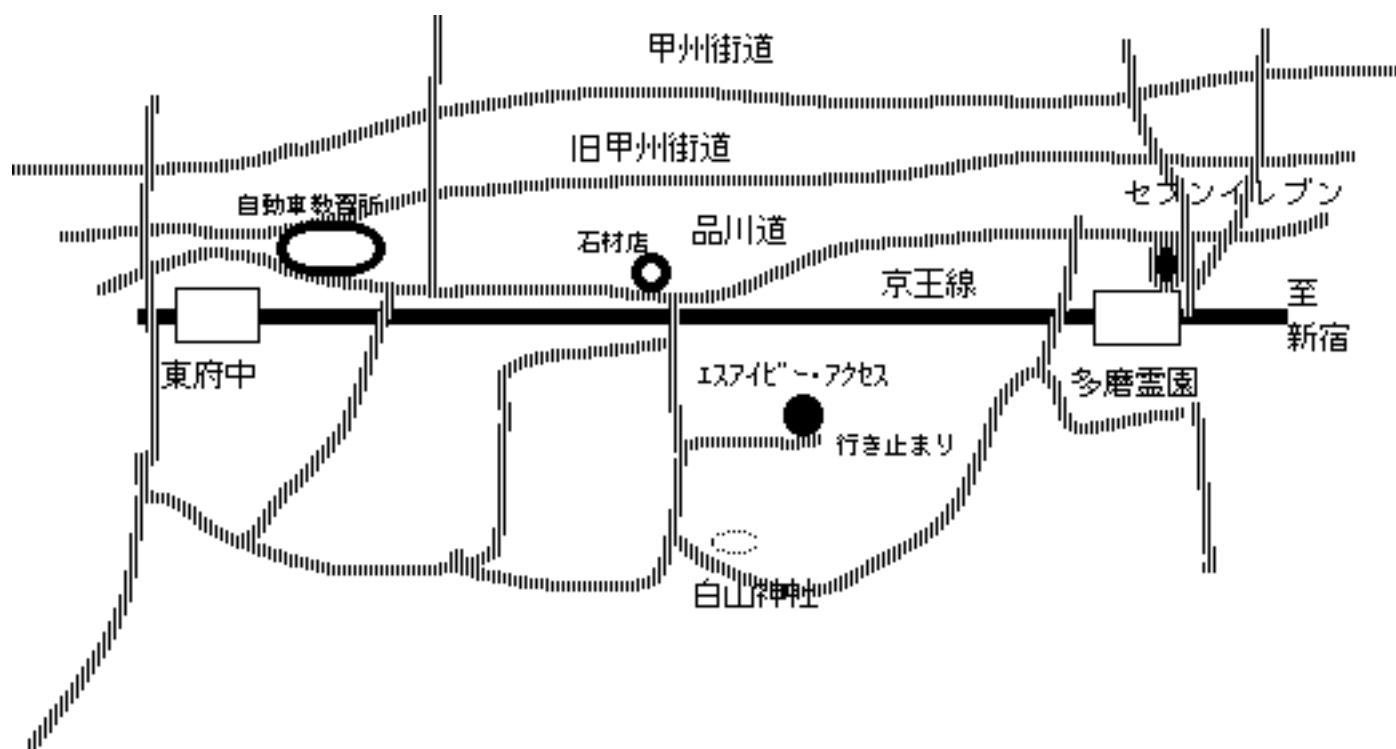 甲州街道
旧甲州街道
セブンイレブン
自動車教習所
品川道
石材店
京王線
至
新宿
東府中
ｴｽｱｲﾋﾞｰ・ｱｸｾｽ
多磨霊園
行き止まり
白山神社